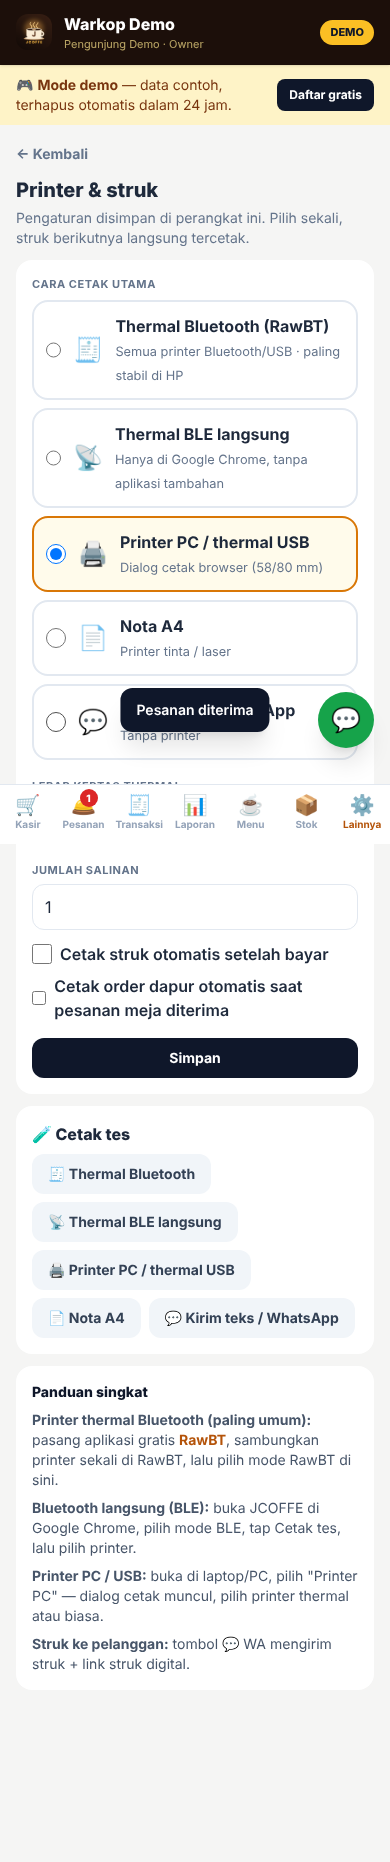 Warkop Demo
Pengunjung Demo · Owner
DEMO
🎮 Mode demo — data contoh,
terhapus otomatis dalam 24 jam.
Daftar gratis
← Kembali
Printer & struk
Pengaturan disimpan di perangkat ini. Pilih sekali,
struk berikutnya langsung tercetak.
CARA CETAK UTAMA
Thermal Bluetooth (RawBT)
Semua printer Bluetooth/USB · paling
stabil di HP
Thermal BLE langsung
Hanya di Google Chrome, tanpa
aplikasi tambahan
Printer PC / thermal USB
Dialog cetak browser (58/80 mm)
Nota A4
Printer tinta / laser
Pesanan diterima
Tanpa printer
Kasir
1
Pesanan
Transaksi
Laporan
Menu
Stok
Lainnya
JUMLAH SALINAN
1
Cetak struk otomatis setelah bayar
Cetak order dapur otomatis saat
pesanan meja diterima
Simpan
🧪 Cetak tes
🧾 Thermal Bluetooth
📡 Thermal BLE langsung
🖨️ Printer PC / thermal USB
📄 Nota A4
💬 Kirim teks / WhatsApp
Panduan singkat
Printer thermal Bluetooth (paling umum):
pasang aplikasi gratis RawBT, sambungkan
printer sekali di RawBT, lalu pilih mode RawBT di
sini.
Bluetooth langsung (BLE): buka JCOFFE di
Google Chrome, pilih mode BLE, tap Cetak tes,
lalu pilih printer.
Printer PC / USB: buka di laptop/PC, pilih "Printer
PC" — dialog cetak muncul, pilih printer thermal
atau biasa.
Struk ke pelanggan: tombol 💬 WA mengirim
struk + link struk digital.